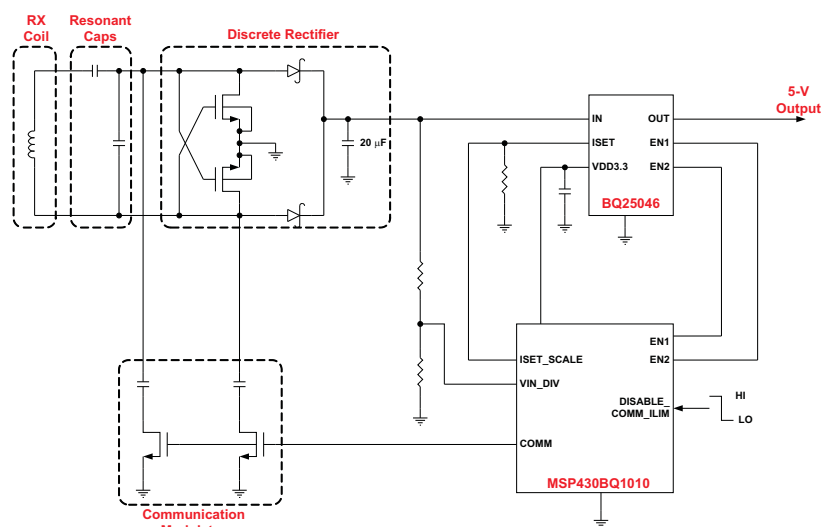 RX
Coil
Resonant
Caps
Discrete Rectifier
20 µF
IN
ISET
VDD3.3
OUT
EN1
EN2
BQ25046
5-V
Output
ISET_SCALE
VIN_DIV
COMM
EN1
EN2
DISABLE_
COMM_ILIM
HI
LO
MSP430BQ1010
Communication